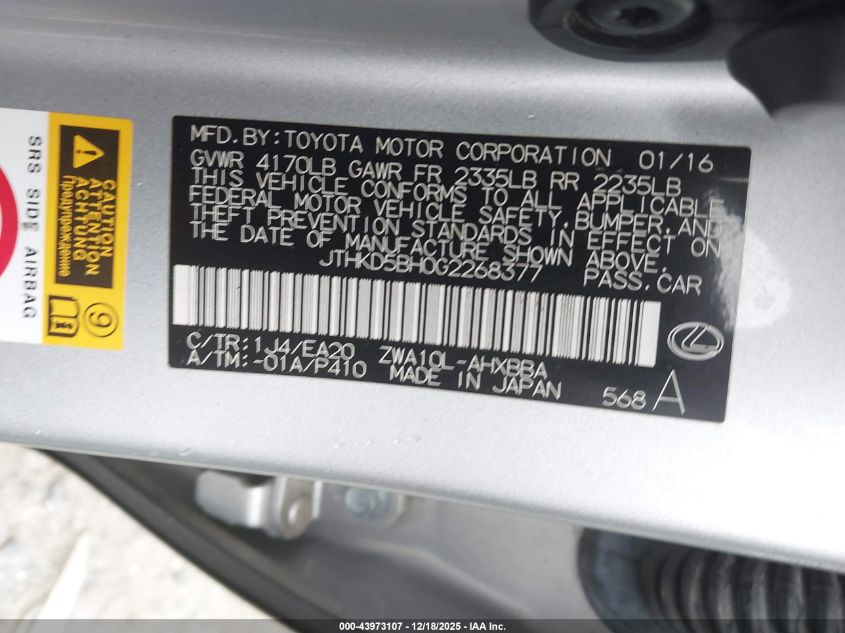 MFD. BY: TOYOTA MOTOR CORPORATION 01/16
GVWR 4170LB GAWR FR 2335LB RR 2235LB
THIS VEHICLE CONFORMS TO ALL APPLICABLE
FEDERAL MOTOR VEHICLE SAFETY, BUMPER, AND
THEFT PREVENTION STANDARDS IN EFFECT ON
THE DATE OF MANUFACTURE SHOWN ABOVE.
JTHKD5BH0G2268377 PASS. CAR
C/TR: 1J4/EA20 ZWA10L-AHXBBA
A/TM: -01A/P410 MADE IN JAPAN
568 A
CAUTION
ATTENTION
ACHTUNG
Предупреждение
9
SRS SIDE AIRBAG
000-43973107 - 12/18/2025 - IAA Inc.